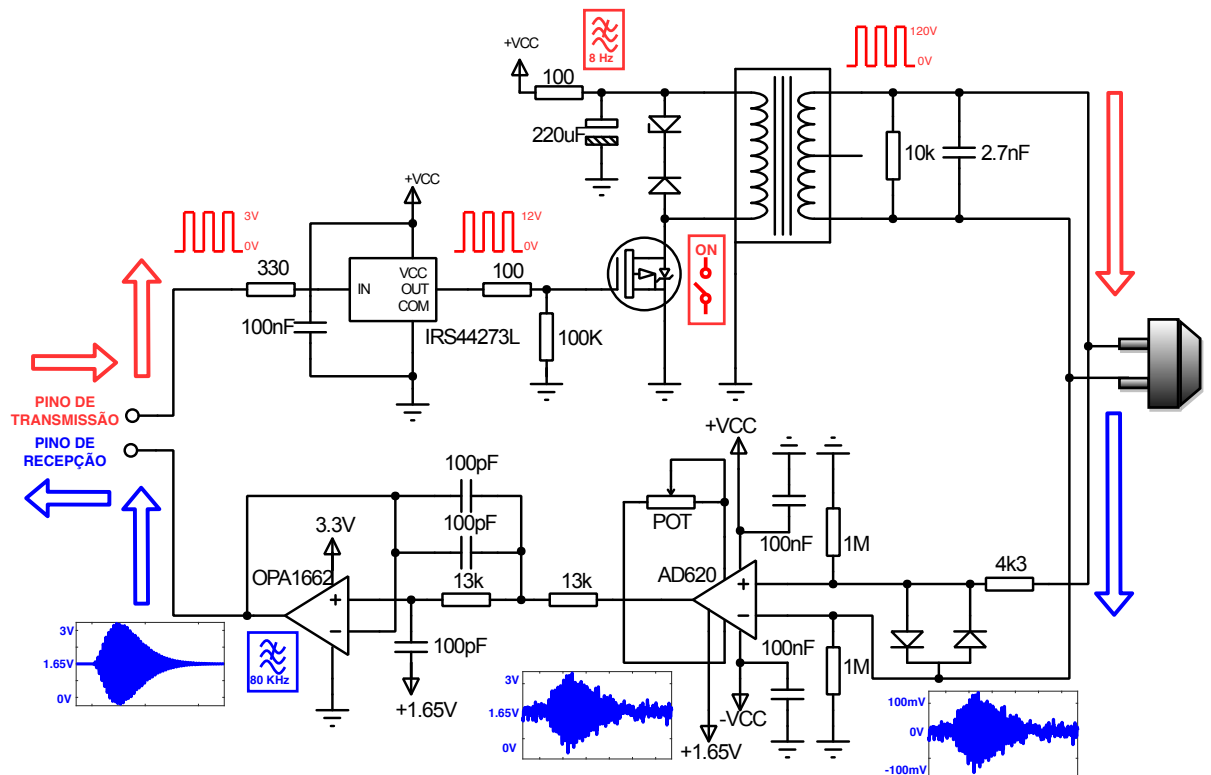 +VCC
100
8 Hz
120V
0V
220uF
10k
2.7nF
+VCC
3V
0V
12V
0V
330
IN
VCC
OUT
COM
100
ON
100nF
IRS44273L
100K
PINO DE
TRANSMISSÃO
PINO DE
RECEPÇÃO
+VCC
100pF
POT
100nF
1M
100pF
3.3V
OPA1662
13k
13k
AD620
4k3
+
-
+
-
100pF
100nF
1M
3V
1.65V
0V
80 KHz
+1.65V
3V
1.65V
0V
-VCC
+1.65V
100mV
0V
-100mV